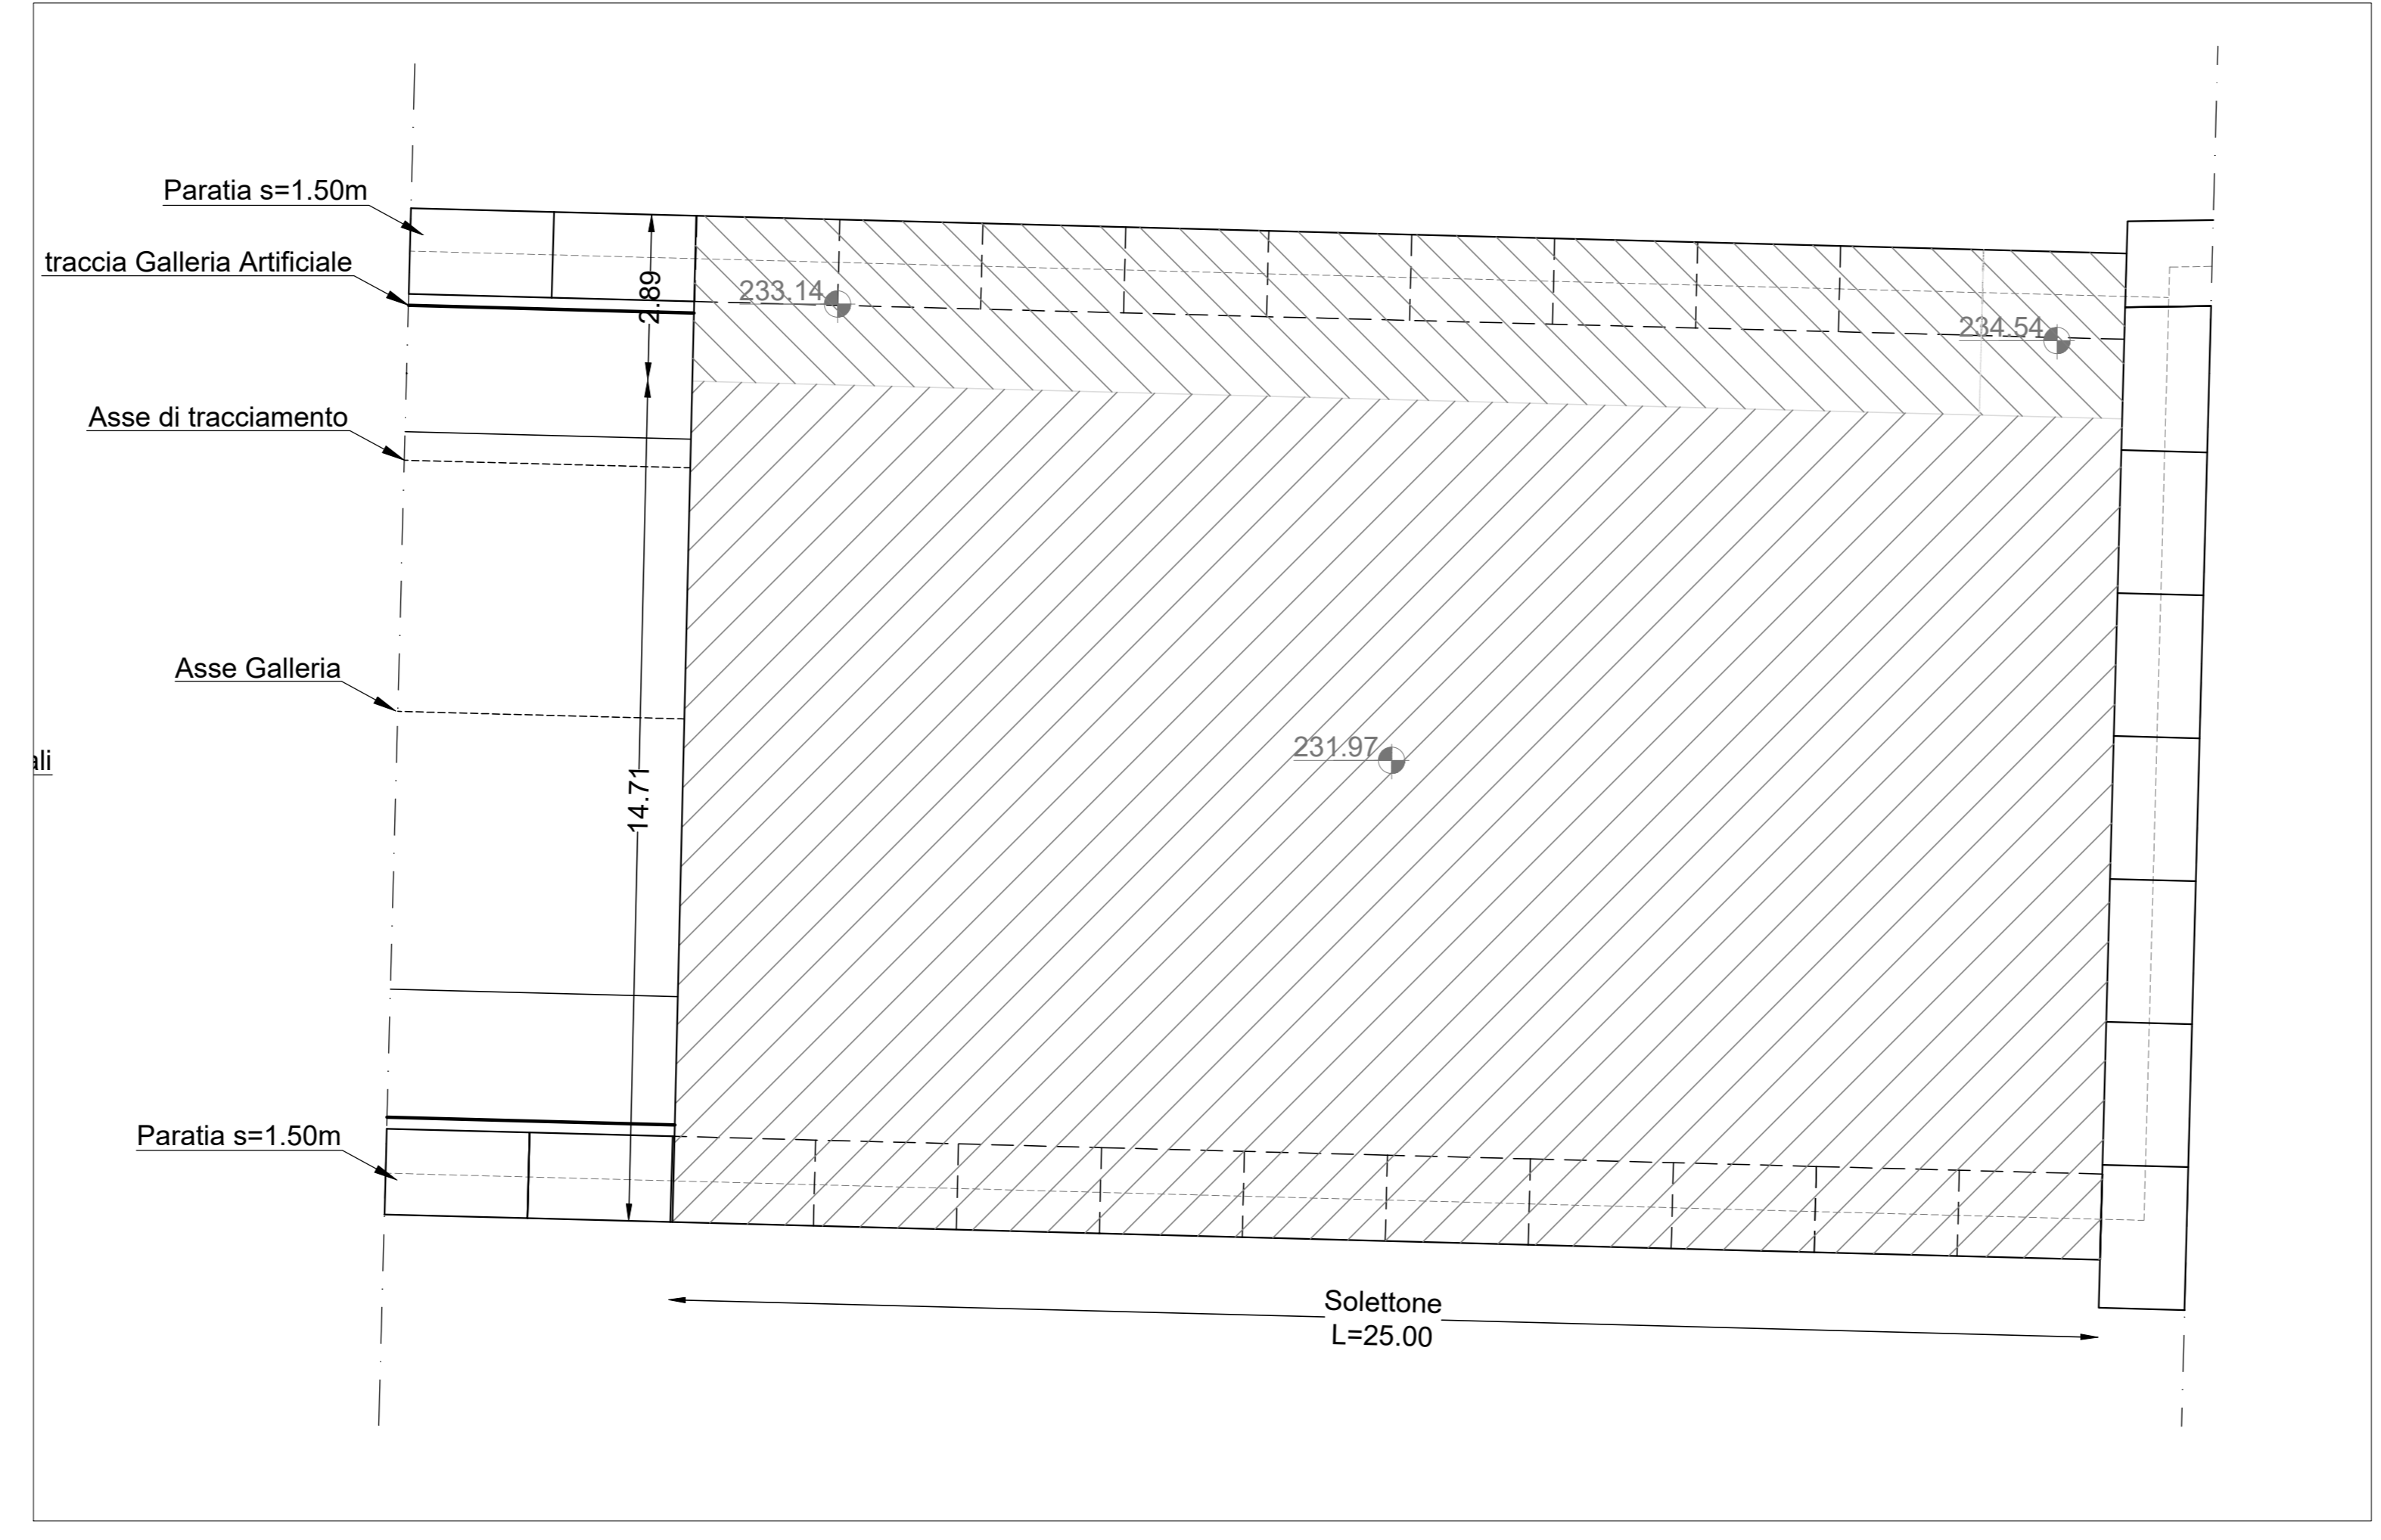 Paratia s=1.50m
traccia Galleria Artificiale
2.89
233.14
234.54
Asse di tracciamento
Asse Galleria
231.97
14.71
Paratia s=1.50m
Solettone
L=25.00